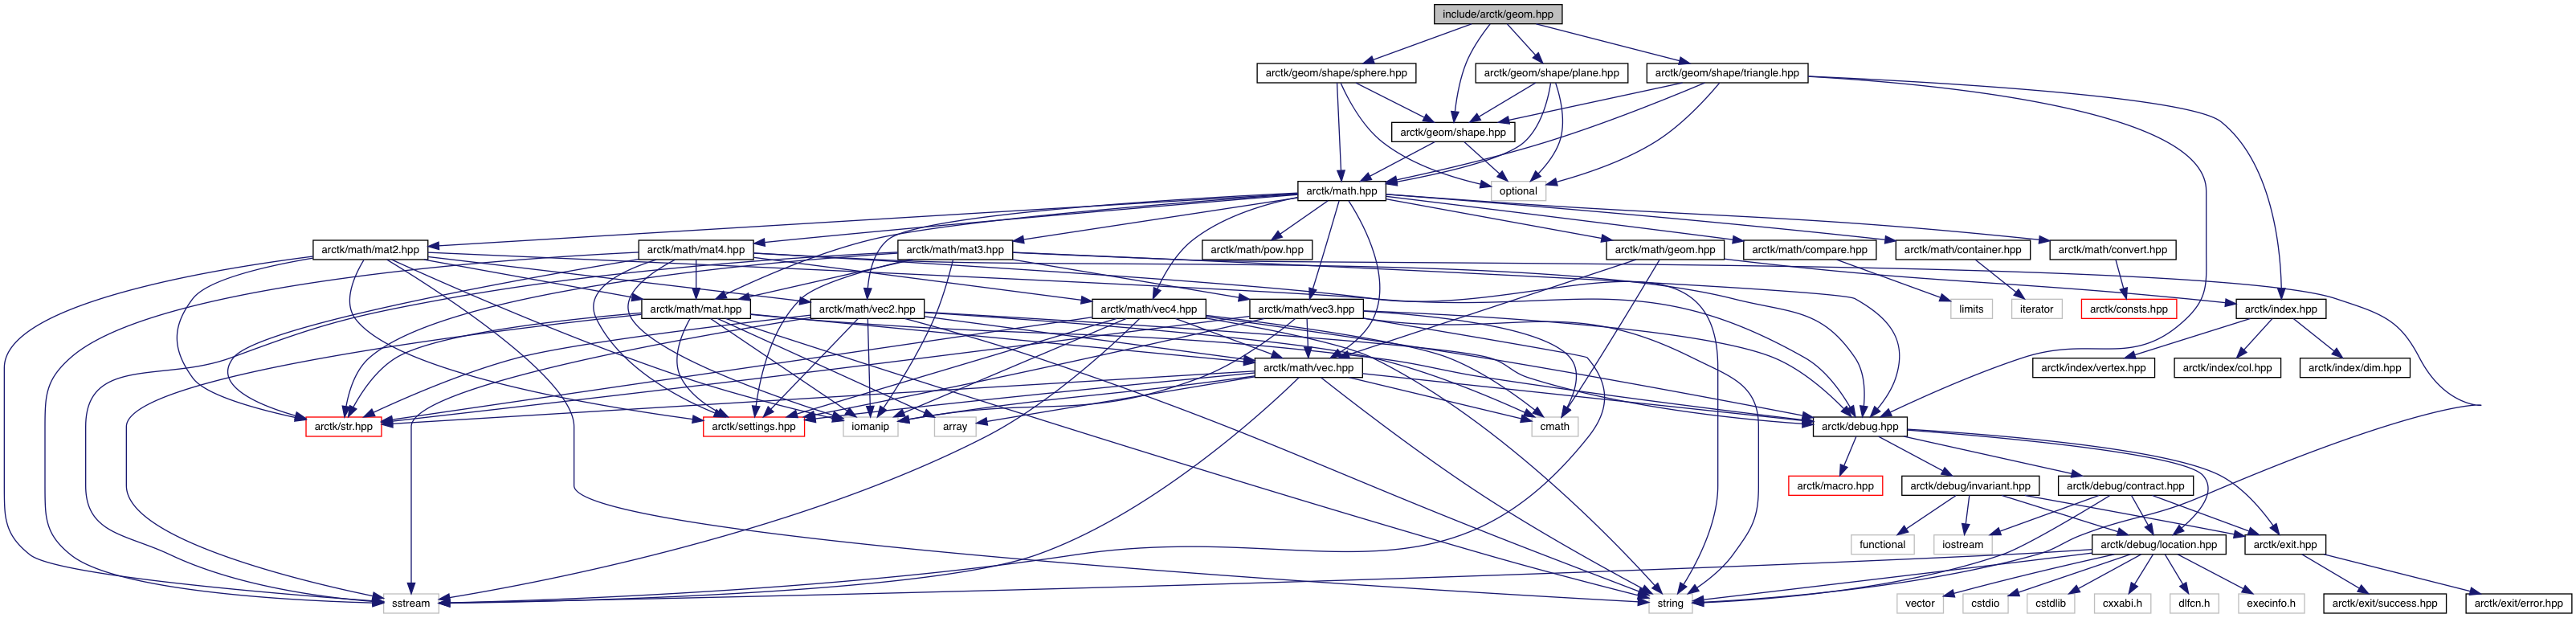 include/arctk/geom.hpp
arctk/geom/shape/sphere.hpp
arctk/geom/shape/plane.hpp
arctk/geom/shape/triangle.hpp
arctk/geom/shape.hpp
arctk/math.hpp
optional
arctk/math/mat2.hpp
arctk/math/mat4.hpp
arctk/math/mat3.hpp
arctk/math/pow.hpp
arctk/math/geom.hpp
arctk/math/compare.hpp
arctk/math/container.hpp
arctk/math/convert.hpp
arctk/math/mat.hpp
arctk/math/vec2.hpp
arctk/math/vec4.hpp
arctk/math/vec3.hpp
limits
iterator
arctk/consts.hpp
arctk/index.hpp
arctk/math/vec.hpp
arctk/index/vertex.hpp
arctk/index/col.hpp
arctk/index/dim.hpp
arctk/str.hpp
arctk/settings.hpp
iomanip
array
cmath
arctk/debug.hpp
arctk/macro.hpp
arctk/debug/invariant.hpp
arctk/debug/contract.hpp
functional
iostream
arctk/debug/location.hpp
arctk/exit.hpp
sstream
string
vector
cstdio
cstdlib
cxxabi.h
dlfcn.h
execinfo.h
arctk/exit/success.hpp
arctk/exit/error.hpp